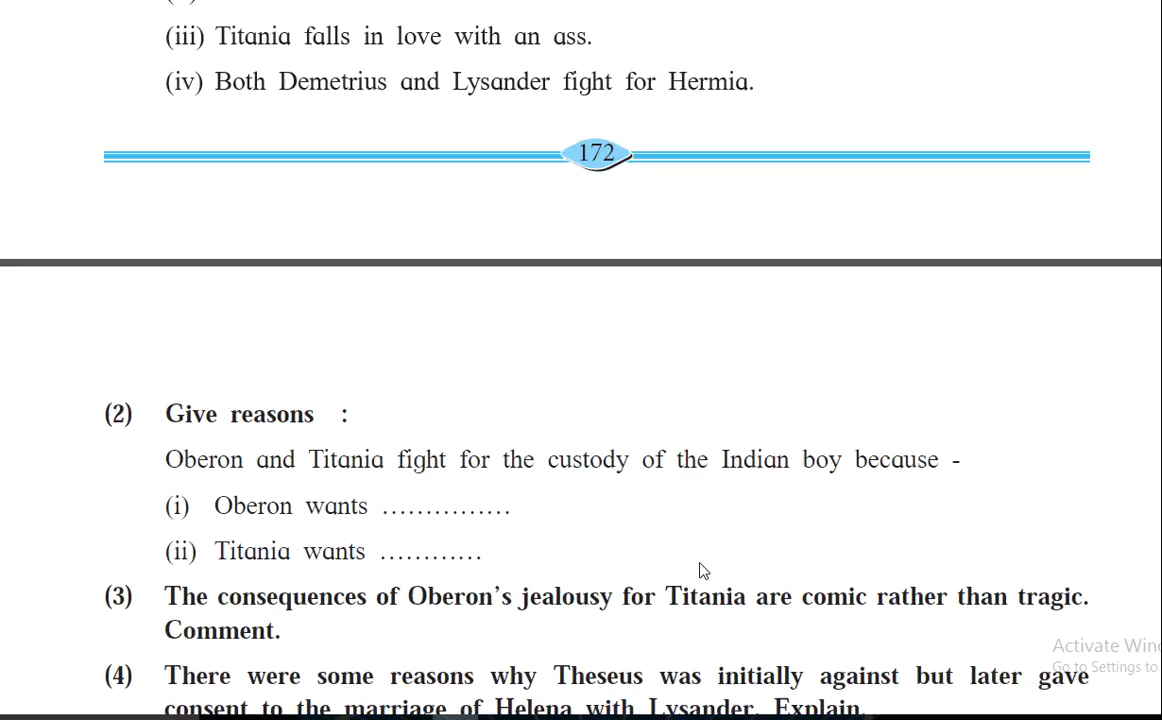 (iii) Titania falls in love with an ass.
(iv) Both Demetrius and Lysander fight for Hermia.
172
(2) Give reasons :
Oberon and Titania fight for the custody of the Indian boy because -
(i) Oberon wants ...............
(ii) Titania wants ............
(3) The consequences of Oberon's jealousy for Titania are comic rather than tragic.
Comment.
Activate Win
(4) There were some reasons why Theseus was initially against but later gave
Go to Settings to
consent to the marriage of Helena with Lysander. Explain.